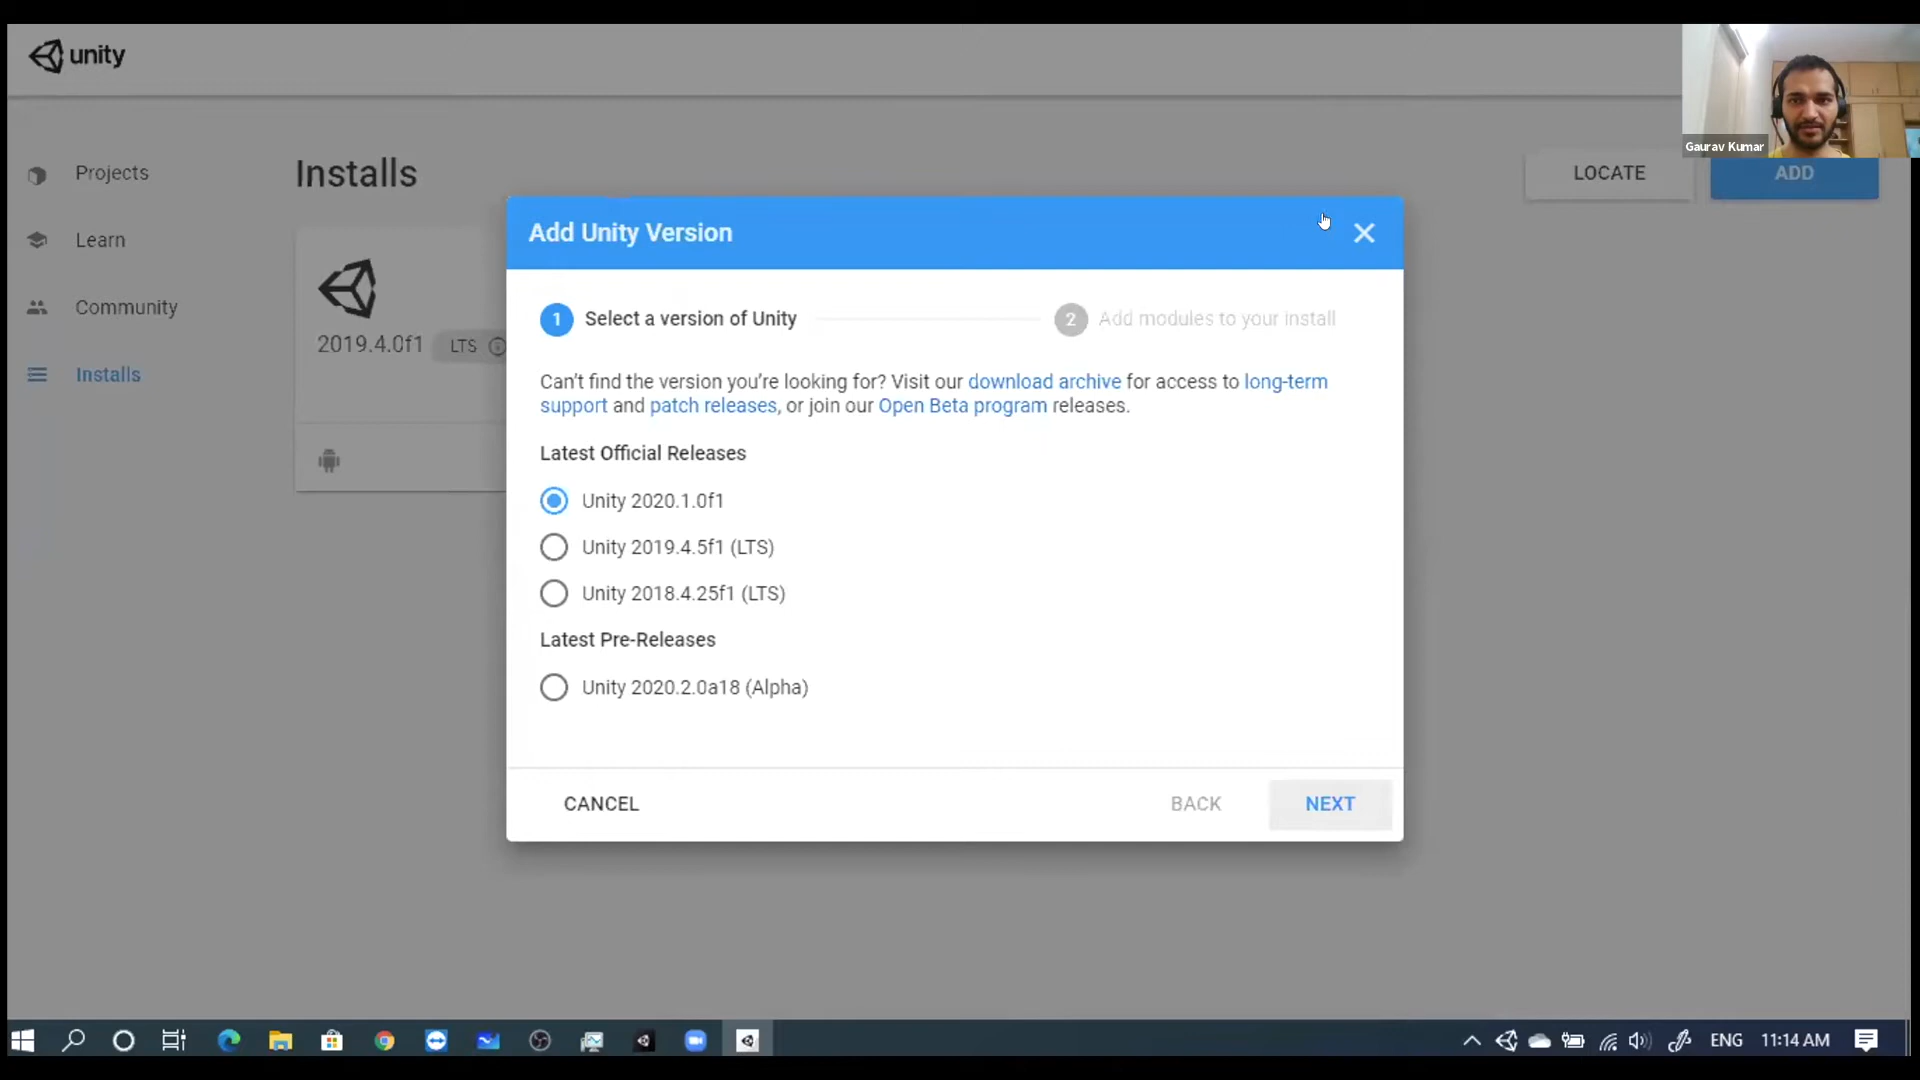 unity
Gaurav Kumar
Projects
Learn
Community
Installs
Installs
LOCATE
ADD
2019.4.0f1
LTS
Add Unity Version
1
Select a version of Unity
2
Add modules to your install
Can't find the version you're looking for? Visit our download archive for access to long-term
support and patch releases, or join our Open Beta program releases.
Latest Official Releases
Unity 2020.1.0f1
Unity 2019.4.5f1 (LTS)
Unity 2018.4.25f1 (LTS)
Latest Pre-Releases
Unity 2020.2.0a18 (Alpha)
CANCEL
BACK
NEXT
ENG
11:14 AM